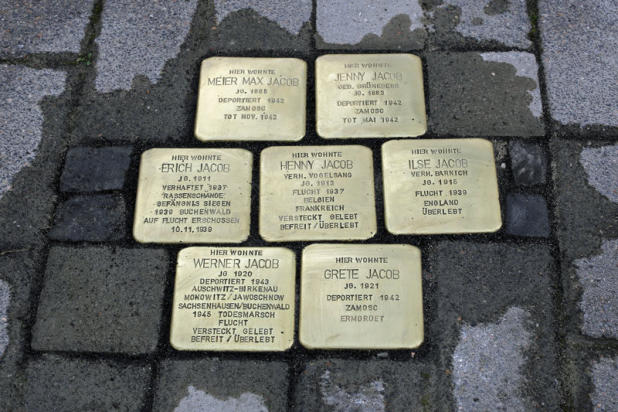 HIER WOHNTE
MEIER MAX JACOB
JG. 1885
DEPORTIERT 1942
ZAMOSC
TOT NOV. 1942
HIER WOHNTE
JENNY JACOB
GEB. GRÜNEBERG
JG. 1883
DEPORTIERT 1942
ZAMOSC
TOT MAI 1942
HIER WOHNTE
ERICH JACOB
JG. 1911
VERHAFTET 1937
'RASSENSCHANDE'
GEFÄNGNIS SIEGEN
1939 BUCHENWALD
AUF FLUCHT ERSCHOSSEN
10.11.1939
HIER WOHNTE
HENNY JACOB
VERH. VOGELSANG
JG. 1913
FLUCHT 1937
BELGIEN
FRANKREICH
VERSTECKT GELEBT
BEFREIT / ÜBERLEBT
HIER WOHNTE
ILSE JACOB
VERH.
JG. 1915
FLUCHT 1939
ENGLAND
ÜBERLEBT
HIER WOHNTE
WERNER JACOB
JG. 1920
DEPORTIERT 1943
AUSCHWITZ-BIRKENAU
MONOWITZ / JAWOSCHNOW
SACHSENHAUSEN/BUCHENWALD
1945 TODESMARSCH
FLUCHT
VERSTECKT GELEBT
BEFREIT / ÜBERLEBT
HIER WOHNTE
GRETE JACOB
JG. 1921
DEPORTIERT 1942
ZAMOSC
ERMORDET